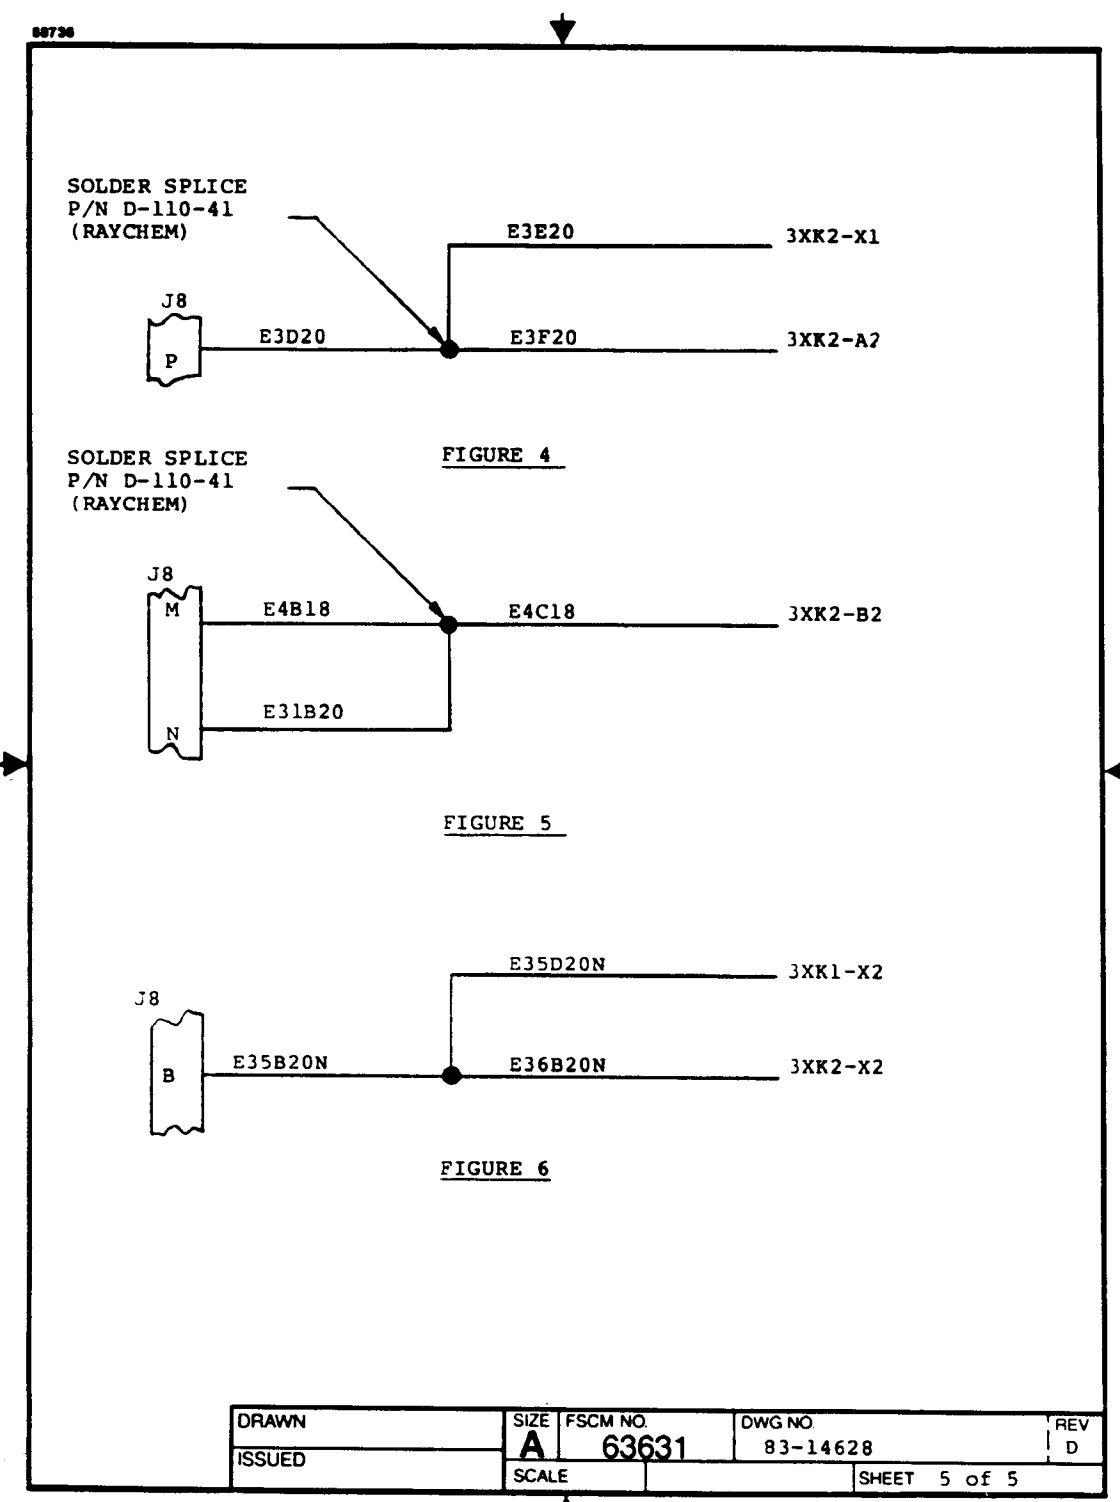 88736
SOLDER SPLICE
P/N D-110-41
(RAYCHEM)
E3E20
3XK2-X1
J8
E3D20
E3F20
3XK2-A2
P
FIGURE 4
SOLDER SPLICE
P/N D-110-41
(RAYCHEM)
J8
M
E4B18
E4C18
3XK2-B2
E31B20
N
FIGURE 5
E35D20N
3XK1-X2
J8
E35B20N
E36B20N
3XK2-X2
B
FIGURE 6
DRAWN
SIZE
FSCM NO.
DWG NO.
REV
A
63631
83-14628
D
ISSUED
SCALE
SHEET 5 of 5